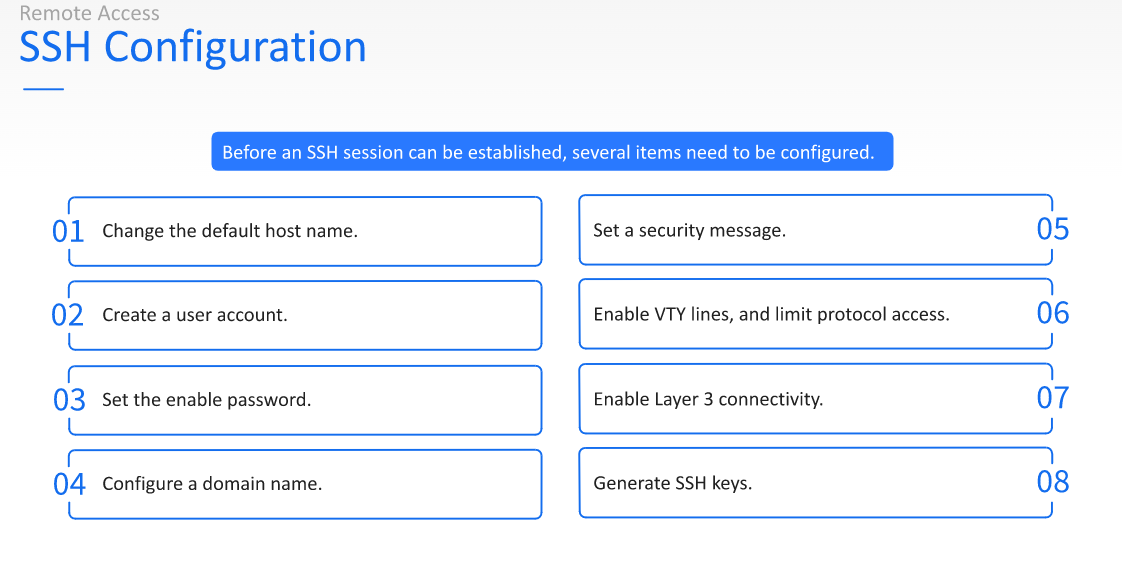 Remote Access
SSH Configuration
Before an SSH session can be established, several items need to be configured.
01 Change the default host name.
02 Create a user account.
03 Set the enable password.
04 Configure a domain name.
Set a security message. 05
Enable VTY lines, and limit protocol access. 06
Enable Layer 3 connectivity. 07
Generate SSH keys. 08